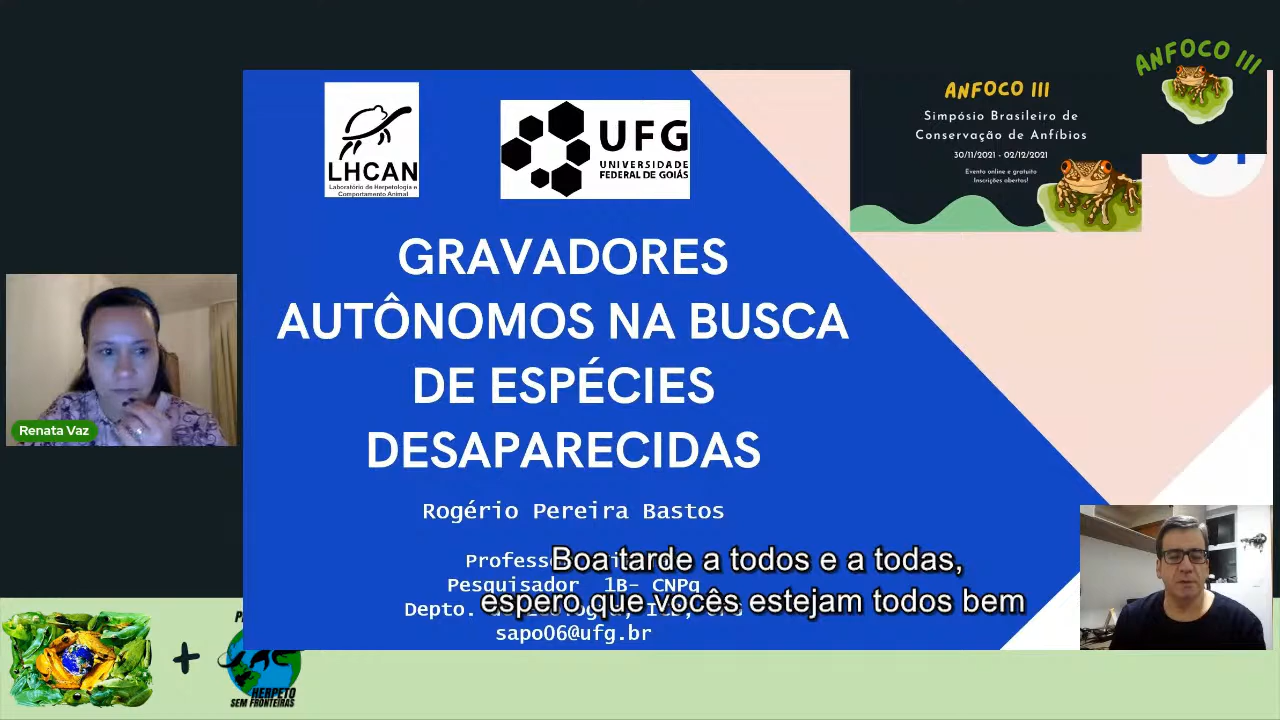 ANFOCO III
LHCAN
Laboratório de Herpetologia e
Comportamento Animal
UFG
UNIVERSIDADE
FEDERAL DE GOIÁS
ANFOCO III
Simpósio Brasileiro de
Conservação de Anfíbios
30/11/2021 - 02/12/2021
Evento online e gratuito
Inscrições abertas!
GRAVADORES
AUTÔNOMOS NA BUSCA
DE ESPÉCIES
DESAPARECIDAS
Renata Vaz
Rogério Pereira Bastos
Pesquisador 1B- CNPq
Depto.
sapo06@ufg.br
Boa tarde a todos e a todas,
espero que vocês estejam todos bem
+
HERPETO
SEM FRONTEIRAS